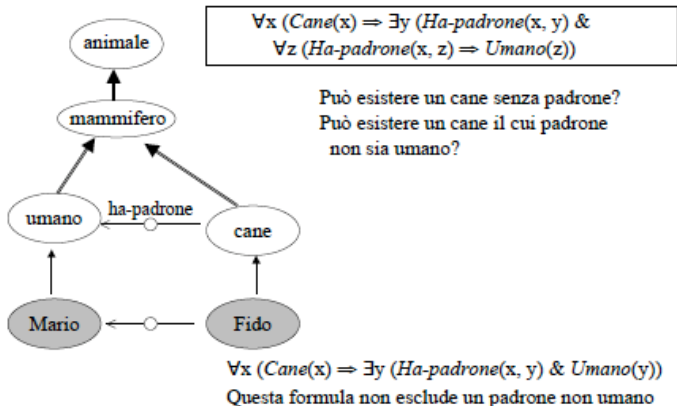 ∀x (Cane(x) ⇒ ∃y (Ha-padrone(x, y) &
∀z (Ha-padrone(x, z) ⇒ Umano(z))
animale
mammifero
Può esistere un cane senza padrone?
Può esistere un cane il cui padrone
non sia umano?
umano
ha-padrone
cane
Mario
Fido
∀x (Cane(x) ⇒ ∃y (Ha-padrone(x, y) & Umano(y))
Questa formula non esclude un padrone non umano